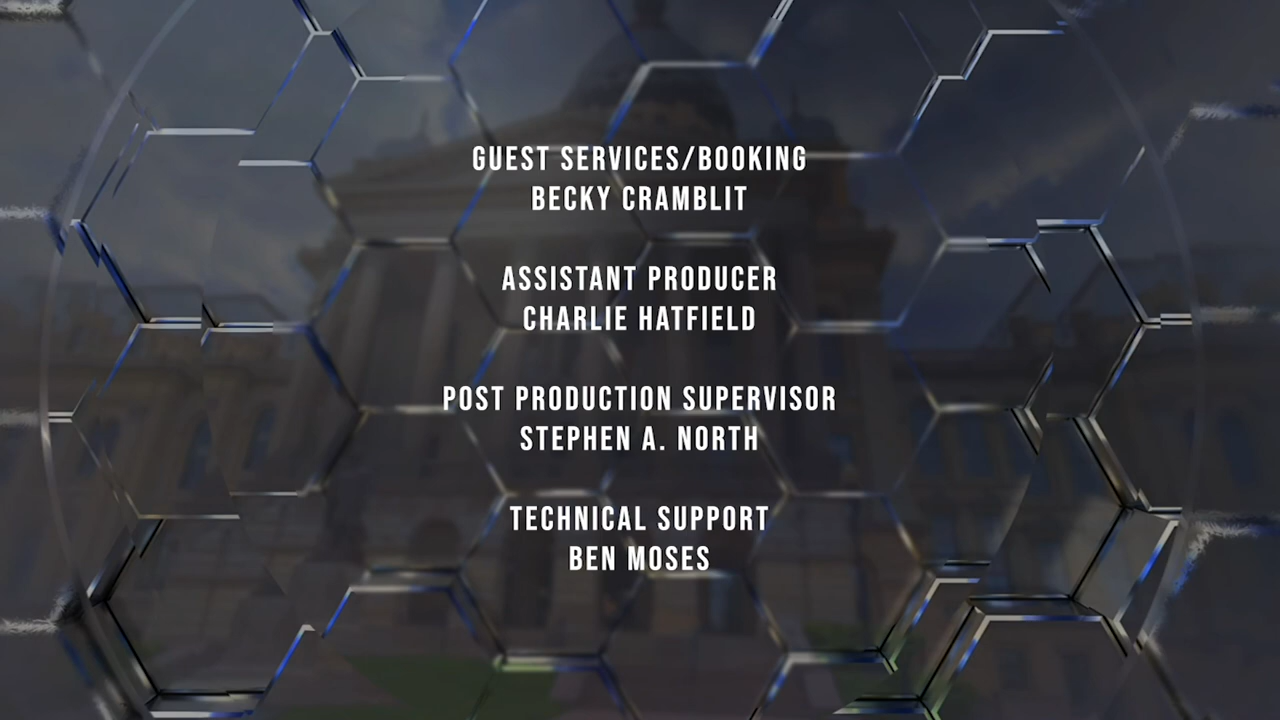 GUEST SERVICES/BOOKING
BECKY CRAMBLIT
ASSISTANT PRODUCER
CHARLIE HATFIELD
POST PRODUCTION SUPERVISOR
STEPHEN A. NORTH
TECHNICAL SUPPORT
BEN MOSES